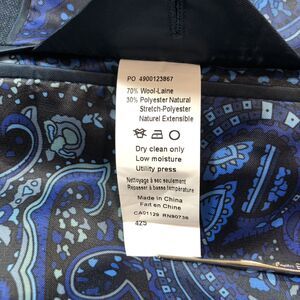 PO 4900123867
70% Wool-Laine
30% Polyester Natural
Stretch-Polyester
Naturel Extensible
Dry clean only
Low moisture
Utility press
Nettoyage à sec seulement
Repasser à basse température
Made in China
Fait en Chine
CA01129 RN90736
425